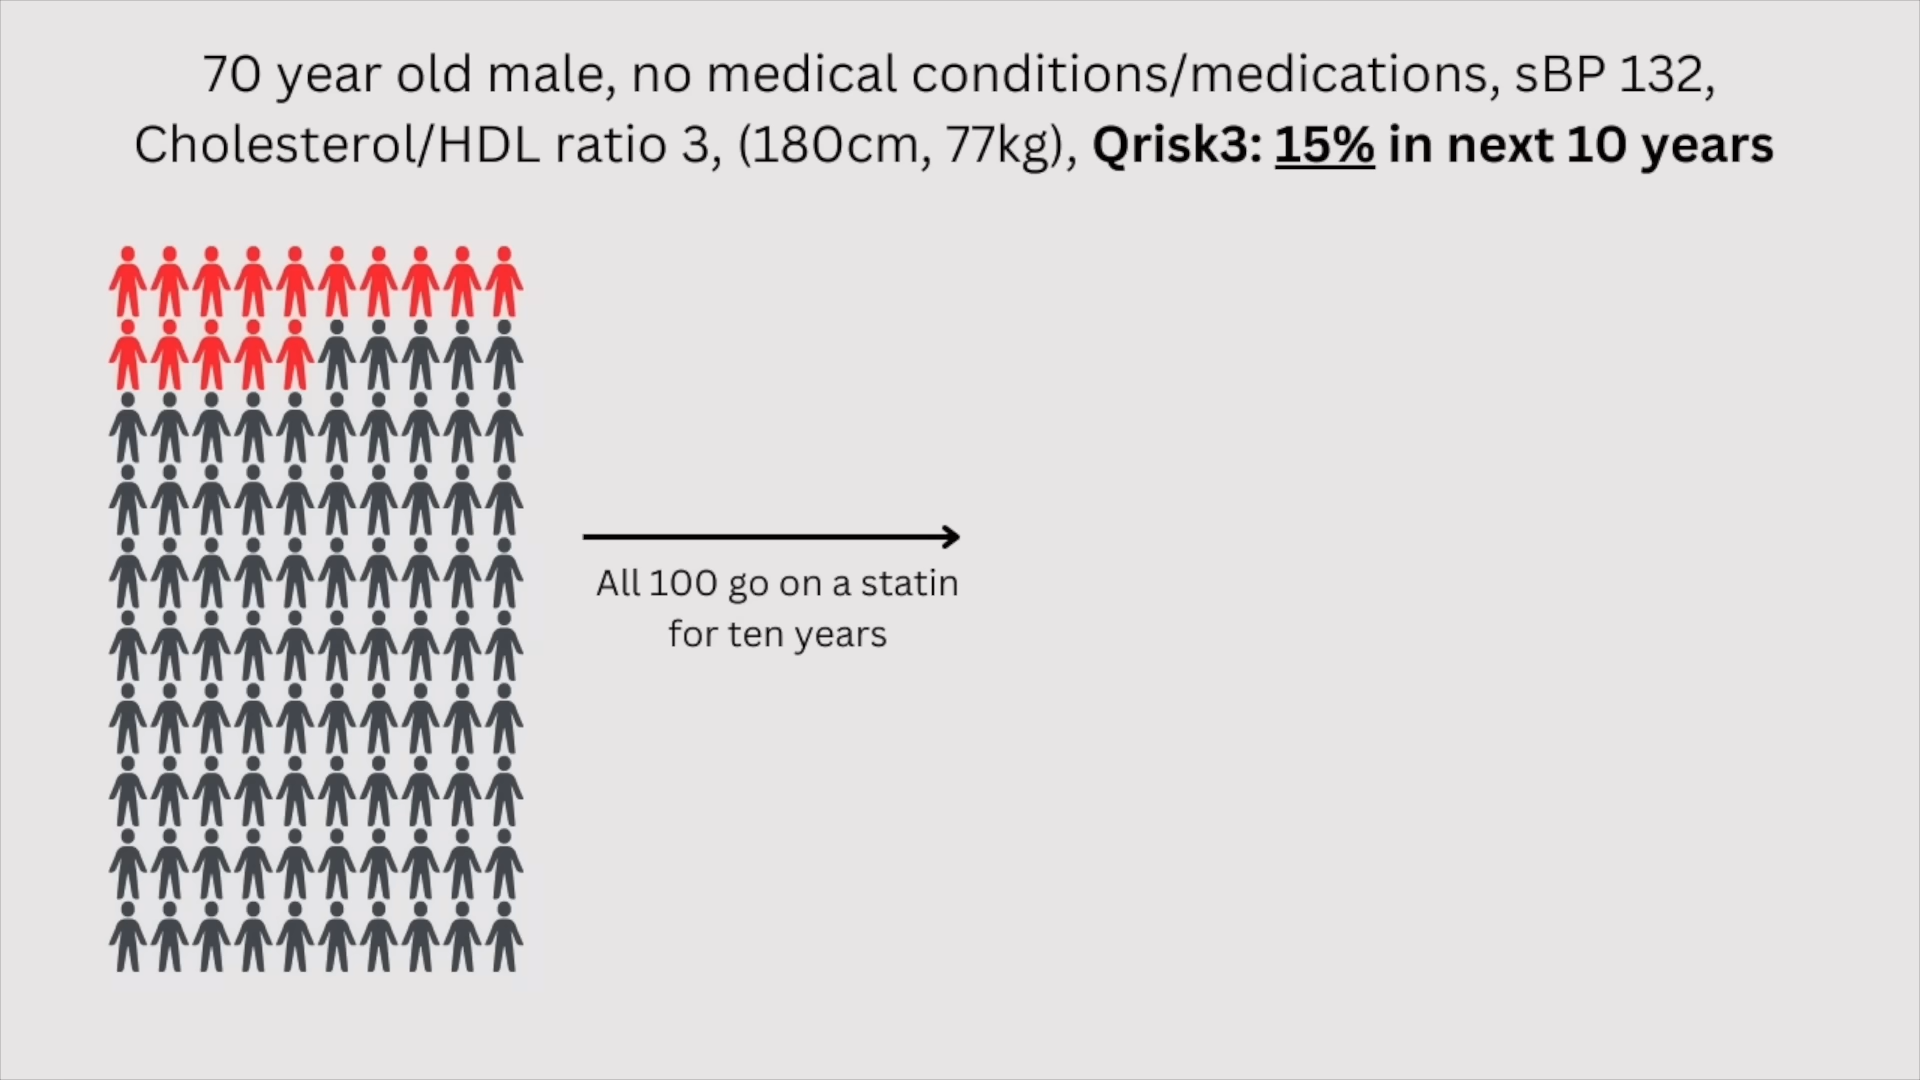 70 year old male, no medical conditions/medications, sBP 132,
Cholesterol/HDL ratio 3, (180cm, 77kg), Qrisk3: 15% in next 10 years
All 100 go on a statin
for ten years